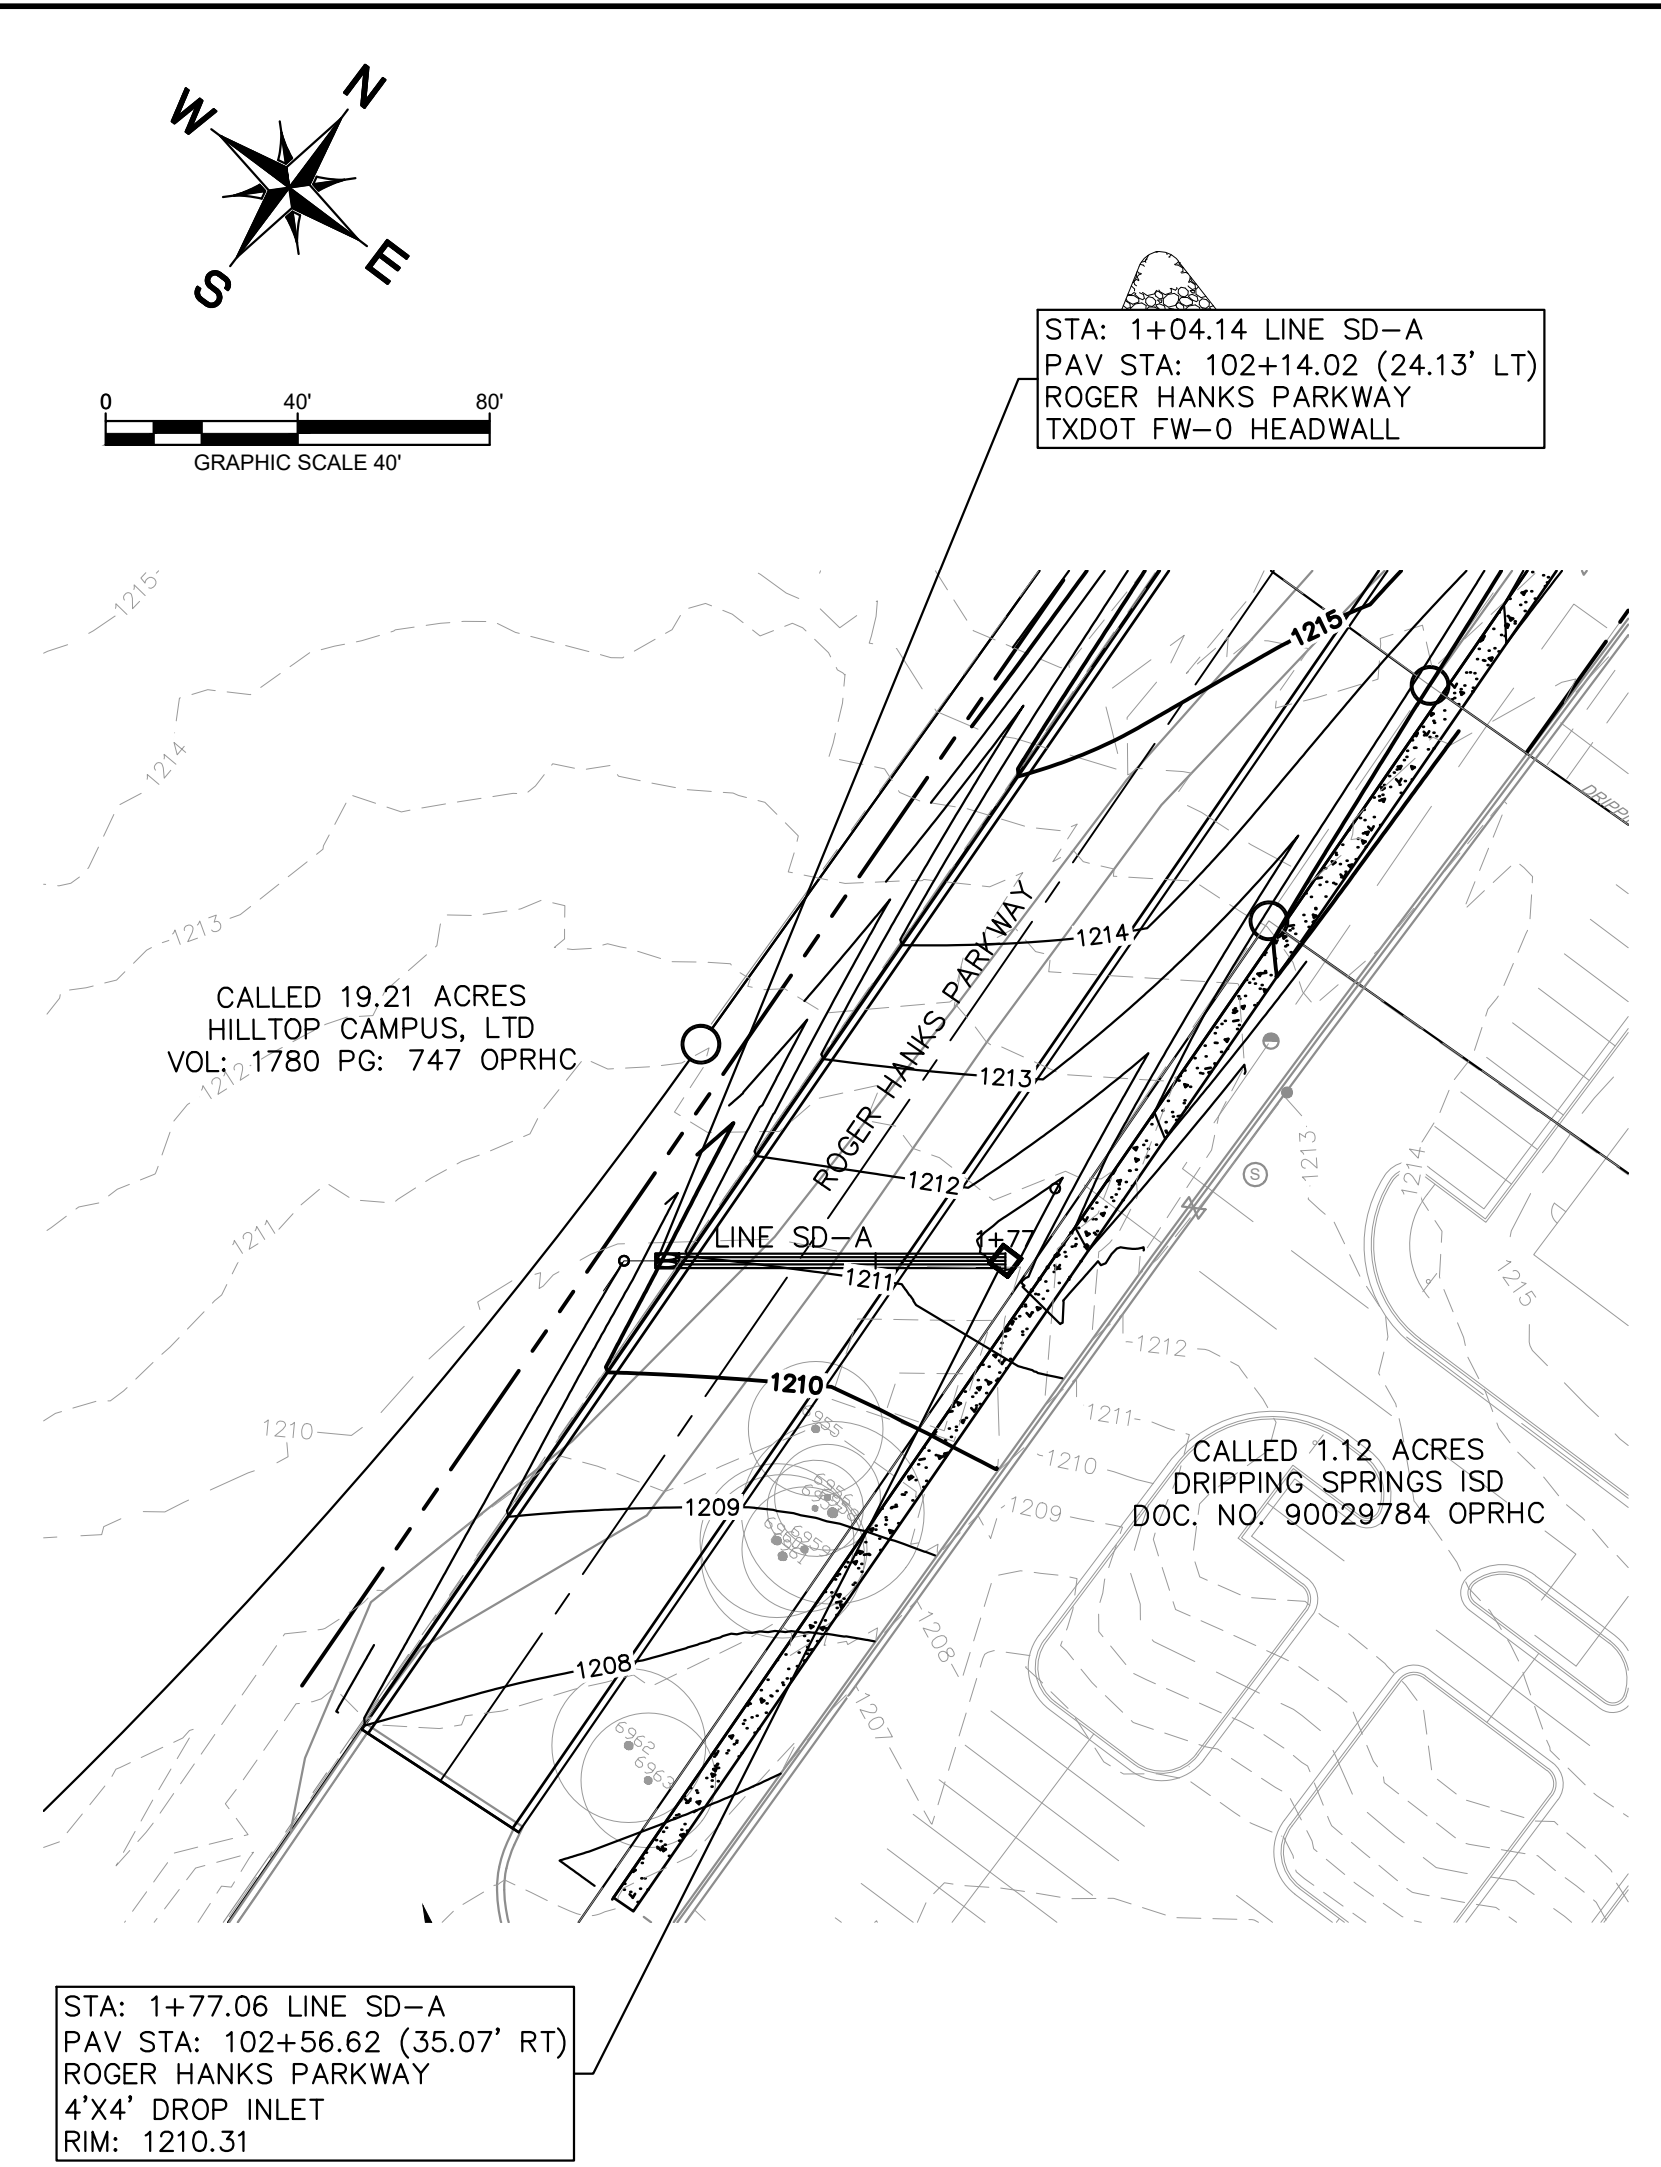 N
W
E
S
0 40' 80'
GRAPHIC SCALE 40'
STA: 1+04.14 LINE SD-A
PAV STA: 102+14.02 (24.13' LT)
ROGER HANKS PARKWAY
TXDOT FW-0 HEADWALL
1215
1215
1214
1213
1214
CALLED 19.21 ACRES
HILLTOP CAMPUS, LTD
VOL: 1780 PG: 747 OPRHC
1212
1213
ROGER HANKS PARKWAY
1212
1213
1214
S
1211
LINE SD-A
1+77
1211
1215
1212
1210
1210
1211
1210
1209
CALLED 1.12 ACRES
DRIPPING SPRINGS ISD
DOC. NO. 90029784 OPRHC
1209
1208
1208
1207
6962
6963
STA: 1+77.06 LINE SD-A
PAV STA: 102+56.62 (35.07' RT)
ROGER HANKS PARKWAY
4'X4' DROP INLET
RIM: 1210.31